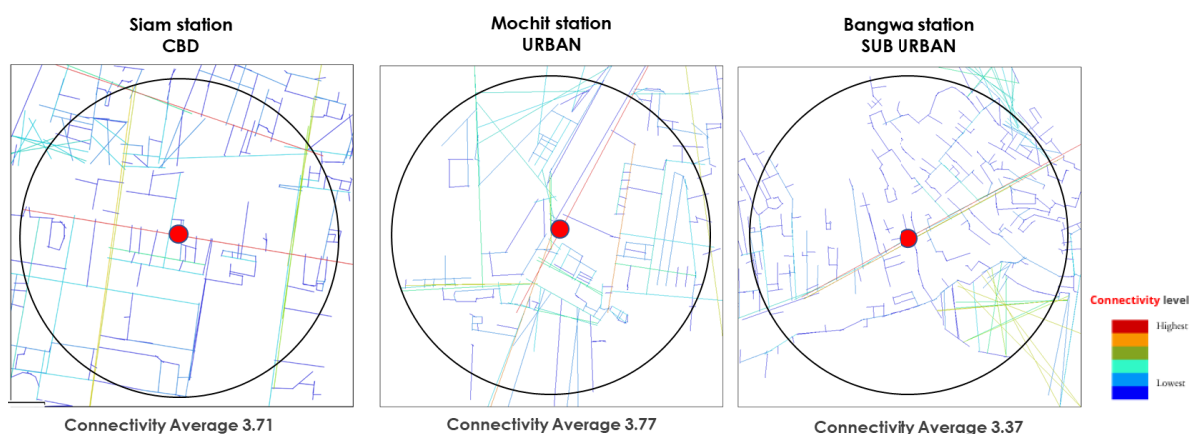 Siam station
CBD
Mochit station
URBAN
Bangwa station
SUB URBAN
Connectivity level
Highest
Lowest
Connectivity Average 3.71
Connectivity Average 3.77
Connectivity Average 3.37